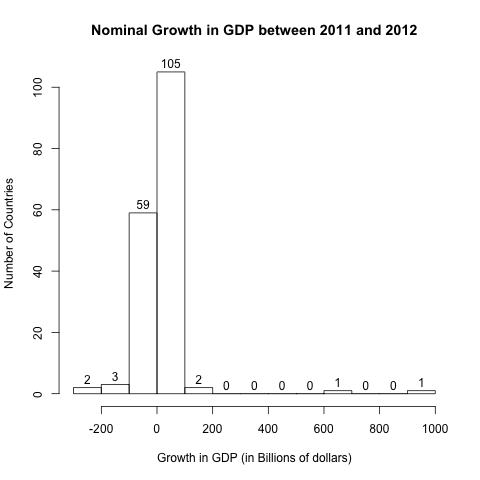 Nominal Growth in GDP between 2011 and 2012
Number of Countries
100
80
60
40
20
0
2 3 59 105 2 0 0 0 0 1 0 0 1
-200 0 200 400 600 800 1000
Growth in GDP (in Billions of dollars)